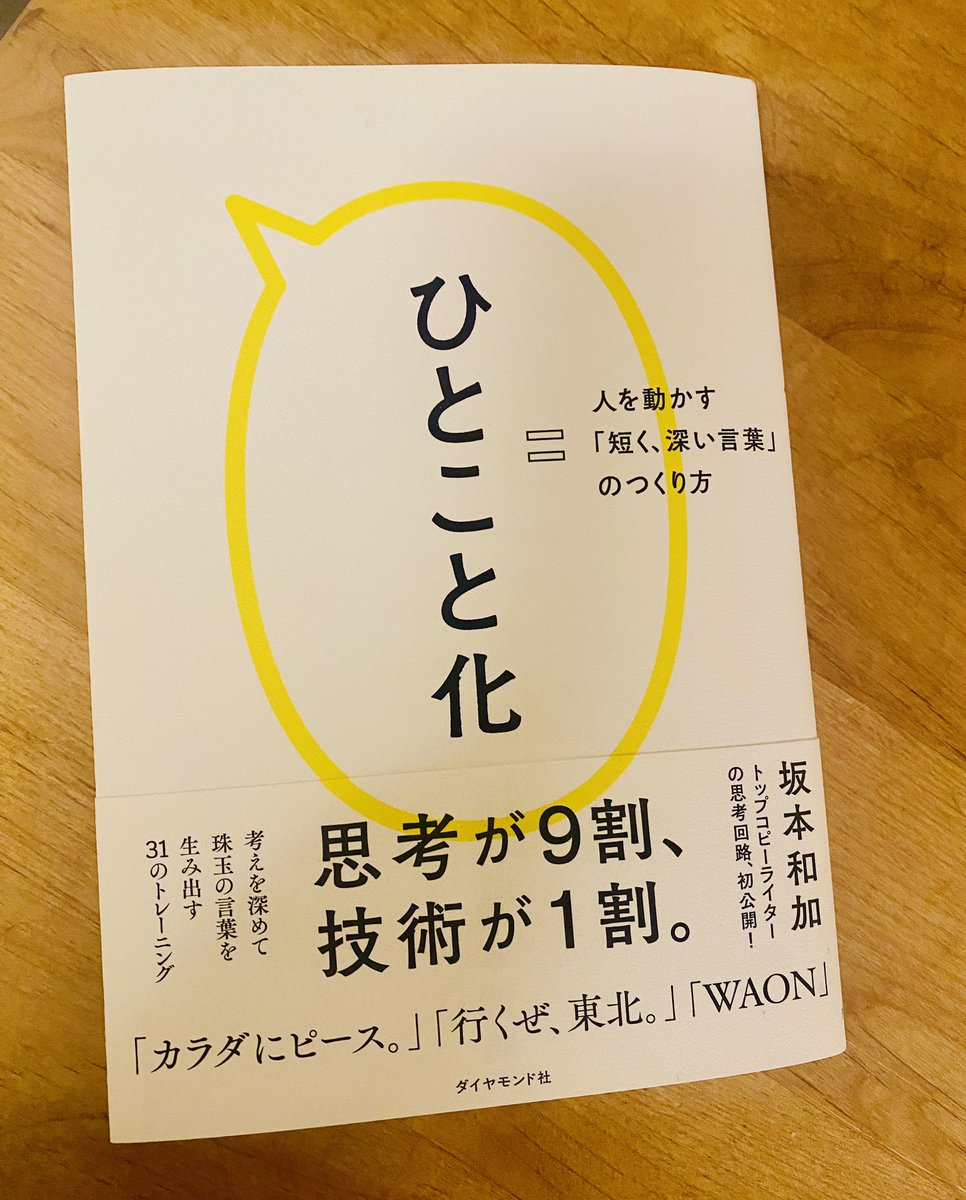 ひとこと化
＝
人を動かす
「短く、深い言葉」
のつくり方
坂本和加
トップコピーライター
の思考回路、初公開！
思考が9割、
技術が1割。
考えを深めて
珠玉の言葉を
生み出す
31のトレーニング
「カラダにピース。」「行くぜ、東北。」「WAON」
ダイヤモンド社